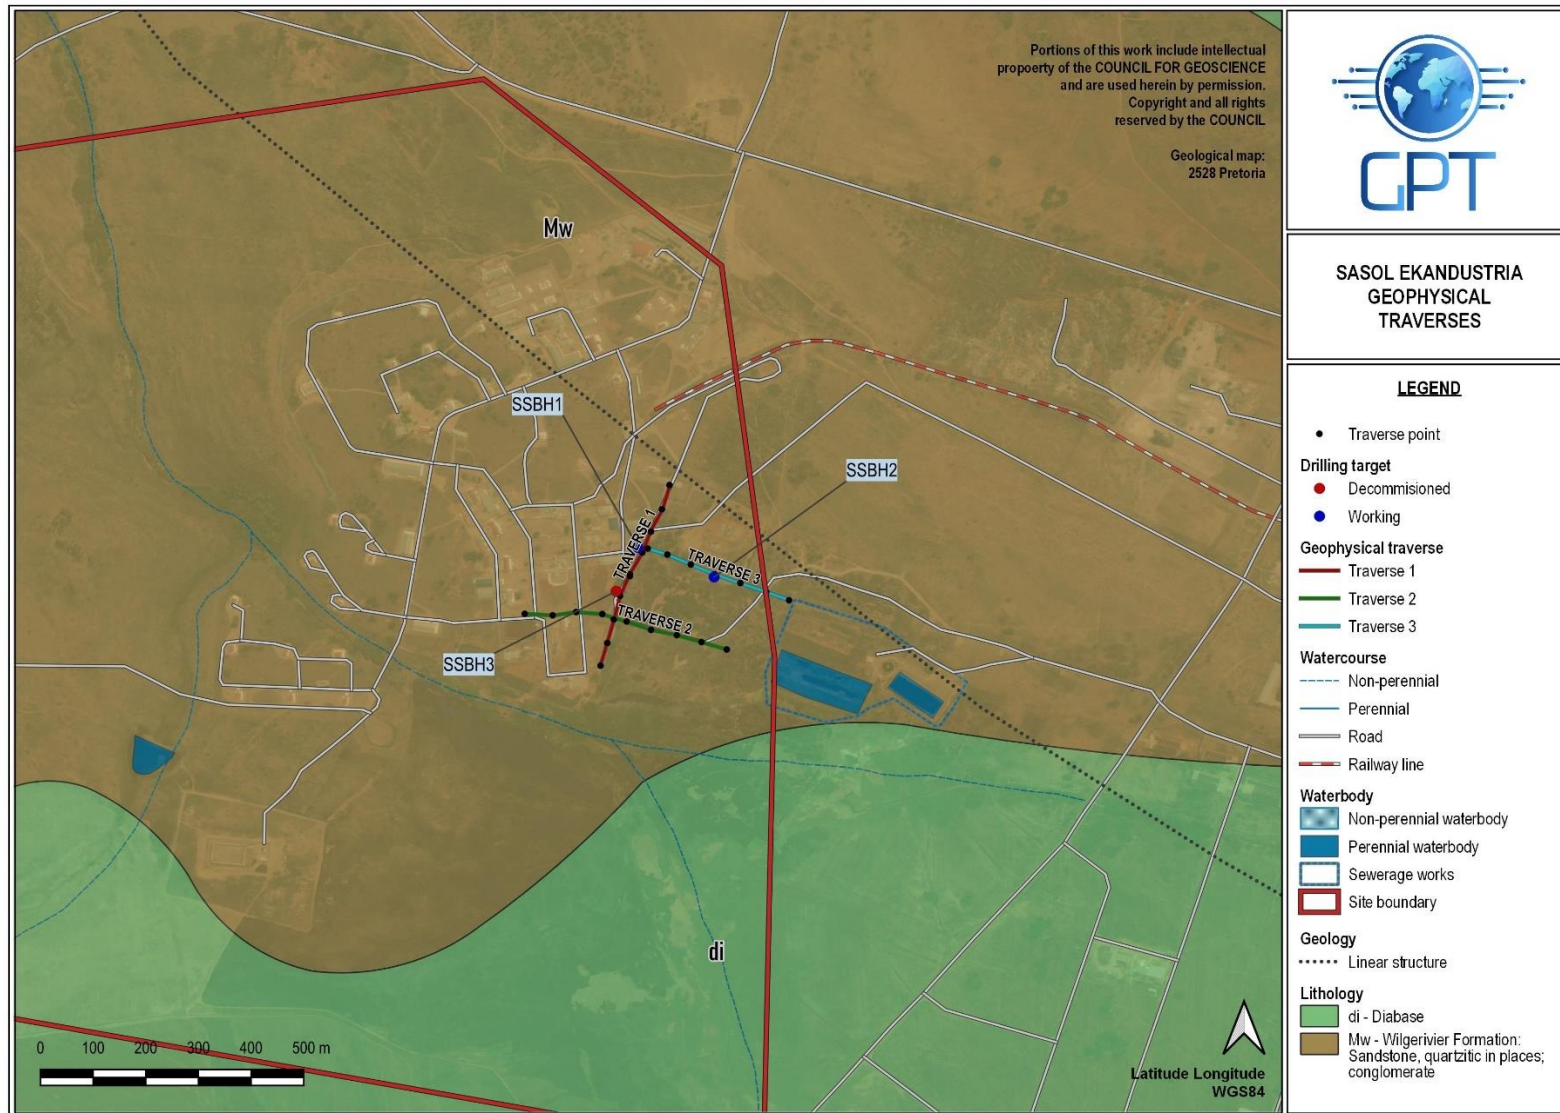 Portions of this work include intellectual
propoerty of the COUNCIL FOR GEOSCIENCE
and are used herein by permission.
Copyright and all rights
reserved by the COUNCIL
Geological map:
2528 Pretoria
Mw
SSBH1
SSBH2
TRAVERSE 1
TRAVERSE 3
TRAVERSE 2
SSBH3
di
0 100 200 300 400 500 m
Latitude Longitude
WGS84
GPT
SASOL EKANDUSTRIA
GEOPHYSICAL
TRAVERSES
LEGEND
Traverse point
Drilling target
Decommisioned
Working
Geophysical traverse
Traverse 1
Traverse 2
Traverse 3
Watercourse
Non-perennial
Perennial
Road
Railway line
Waterbody
Non-perennial waterbody
Perennial waterbody
Sewerage works
Site boundary
Geology
Linear structure
Lithology
di - Diabase
Mw - Wilgerivier Formation:
Sandstone, quartzitic in places;
conglomerate